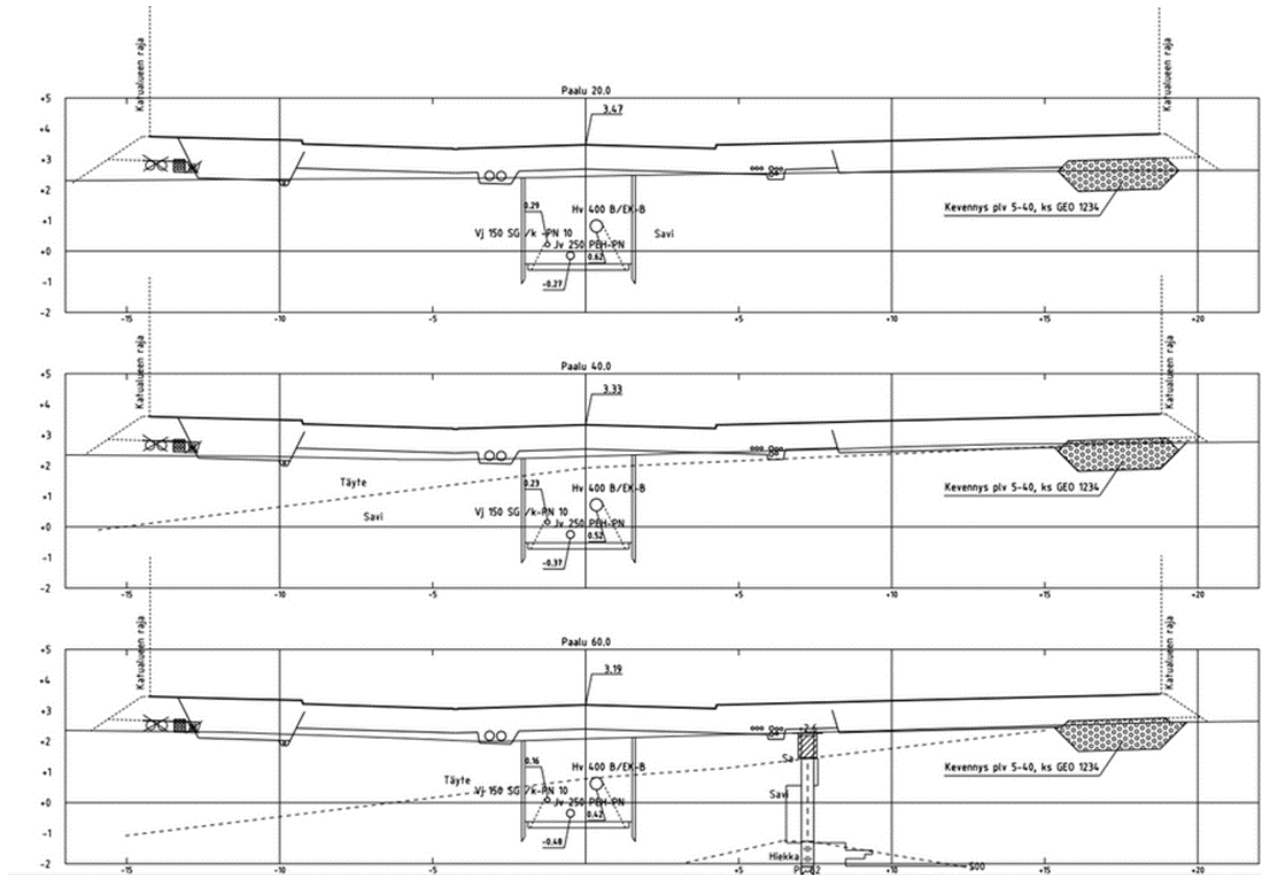 Paalu 20.0
Katualueen raja
Katualueen raja
3.47
+5
+4
+3
+2
+1
+0
-1
-2
0.29
Hv 400 B/EK-B
Vj 150 SG /k-PN 10
Savi
Jv 250 PEH-PN
0.62
-0.27
Kevennys plv 5-40, ks GEO 1234
-15
-10
-5
+5
+10
+15
+20
Paalu 40.0
Katualueen raja
Katualueen raja
3.33
+5
+4
+3
+2
+1
+0
-1
-2
Täyte
Savi
0.23
Hv 400 B/EK-B
Vj 150 SG /k-PN 10
Jv 250 PEH-PN
0.52
-0.37
Kevennys plv 5-40, ks GEO 1234
-15
-10
-5
+5
+10
+15
+20
Paalu 60.0
Katualueen raja
Katualueen raja
3.19
+5
+4
+3
+2
+1
+0
-1
-2
Täyte
0.16
Hv 400 B/EK-B
Vj 150 SG /k-PN 10
Jv 250 PEH-PN
0.42
-0.48
Sa
Savi
Hiekka
Kevennys plv 5-40, ks GEO 1234
-15
-10
-5
+5
+10
+15
+20